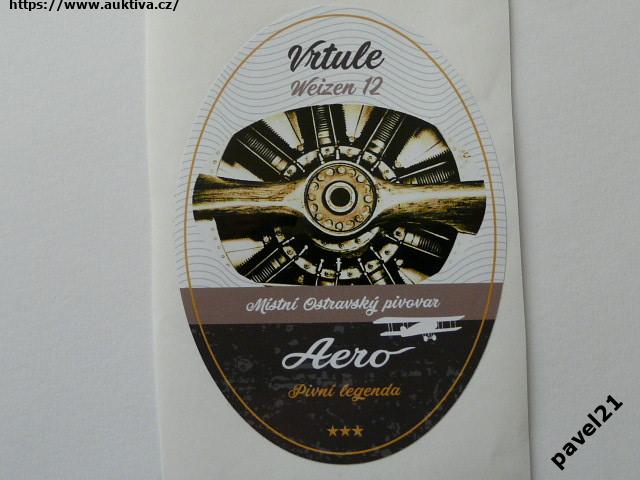 https://www.auktiva.cz/
Vrtule
Weizen 12
Místní Ostravský pivovar
Aero
Pivní legenda
pavel21